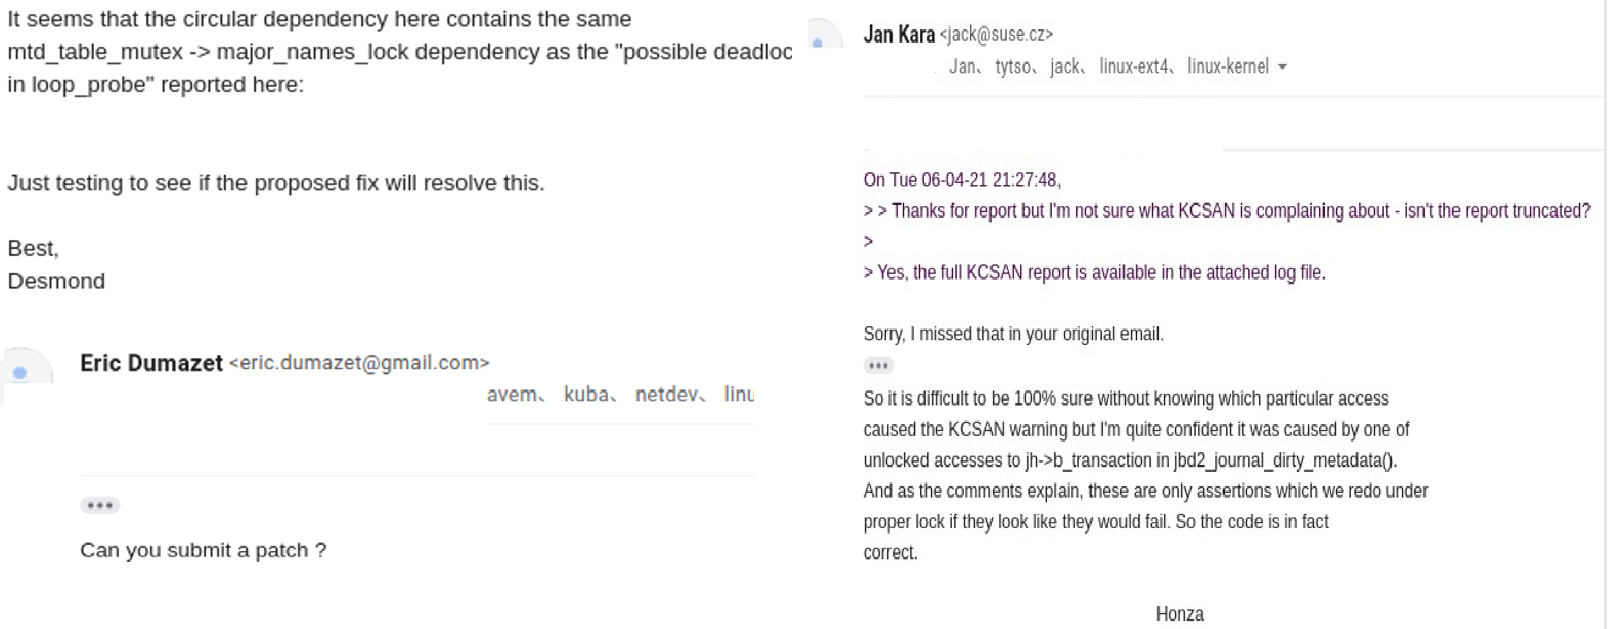 It seems that the circular dependency here contains the same
mtd_table_mutex -> major_names_lock dependency as the "possible deadloc
in loop_probe" reported here:
Just testing to see if the proposed fix will resolve this.
Best,
Desmond
Eric Dumazet <eric.dumazet@gmail.com>
avem、 kuba、 netdev、 linu
•••
Can you submit a patch ?
Jan Kara <jack@suse.cz>
Jan、 tytso、 jack、 linux-ext4、 linux-kernel
On Tue 06-04-21 21:27:48,
> > Thanks for report but I'm not sure what KCSAN is complaining about - isn't the report truncated?
>
> Yes, the full KCSAN report is available in the attached log file.
Sorry, I missed that in your original email.
•••
So it is difficult to be 100% sure without knowing which particular access
caused the KCSAN warning but I'm quite confident it was caused by one of
unlocked accesses to jh->b_transaction in jbd2_journal_dirty_metadata().
And as the comments explain, these are only assertions which we redo under
proper lock if they look like they would fail. So the code is in fact
correct.
Honza